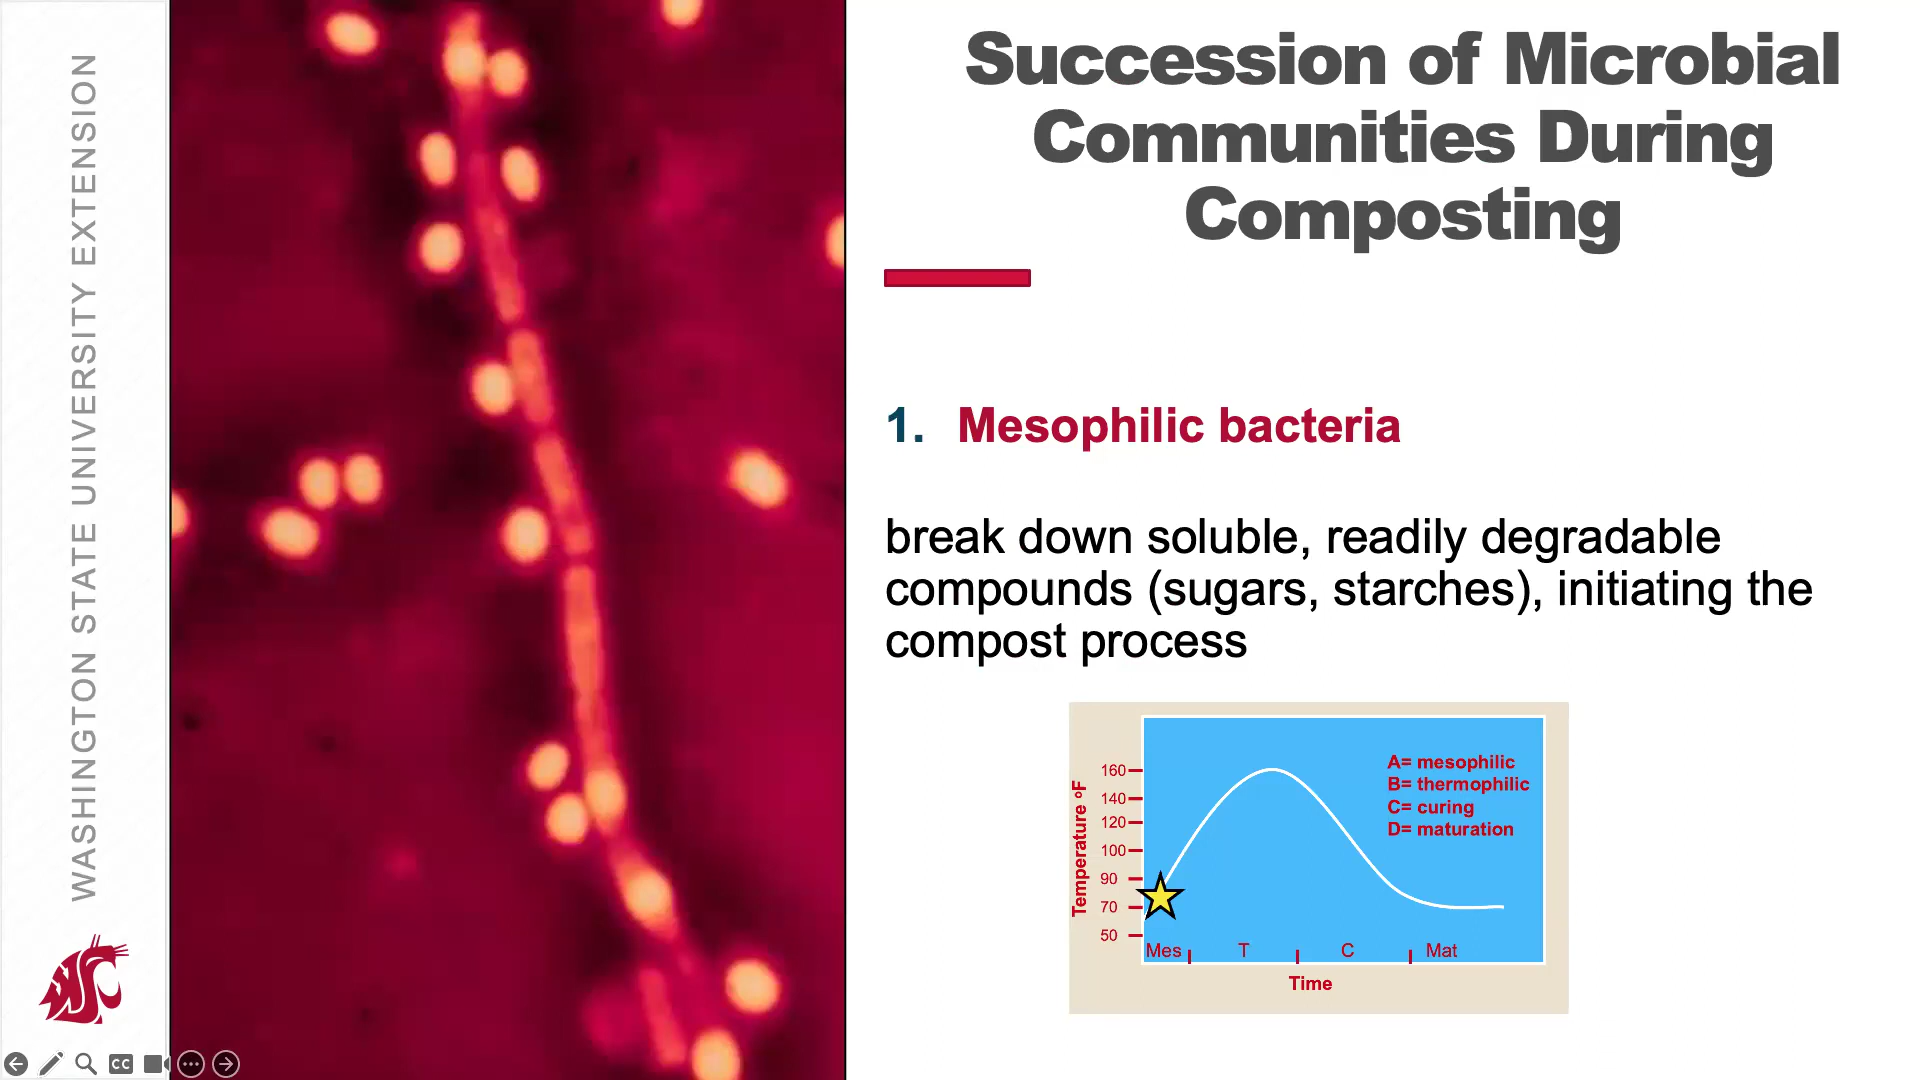 WASHINGTON STATE UNIVERSITY EXTENSION
Succession of Microbial
Communities During
Composting
1. Mesophilic bacteria
break down soluble, readily degradable
compounds (sugars, starches), initiating the
compost process
Temperature ºF
160
140
120
100
90
70
50
A= mesophilic
B= thermophilic
C= curing
D= maturation
Mes T C Mat
Time
CC